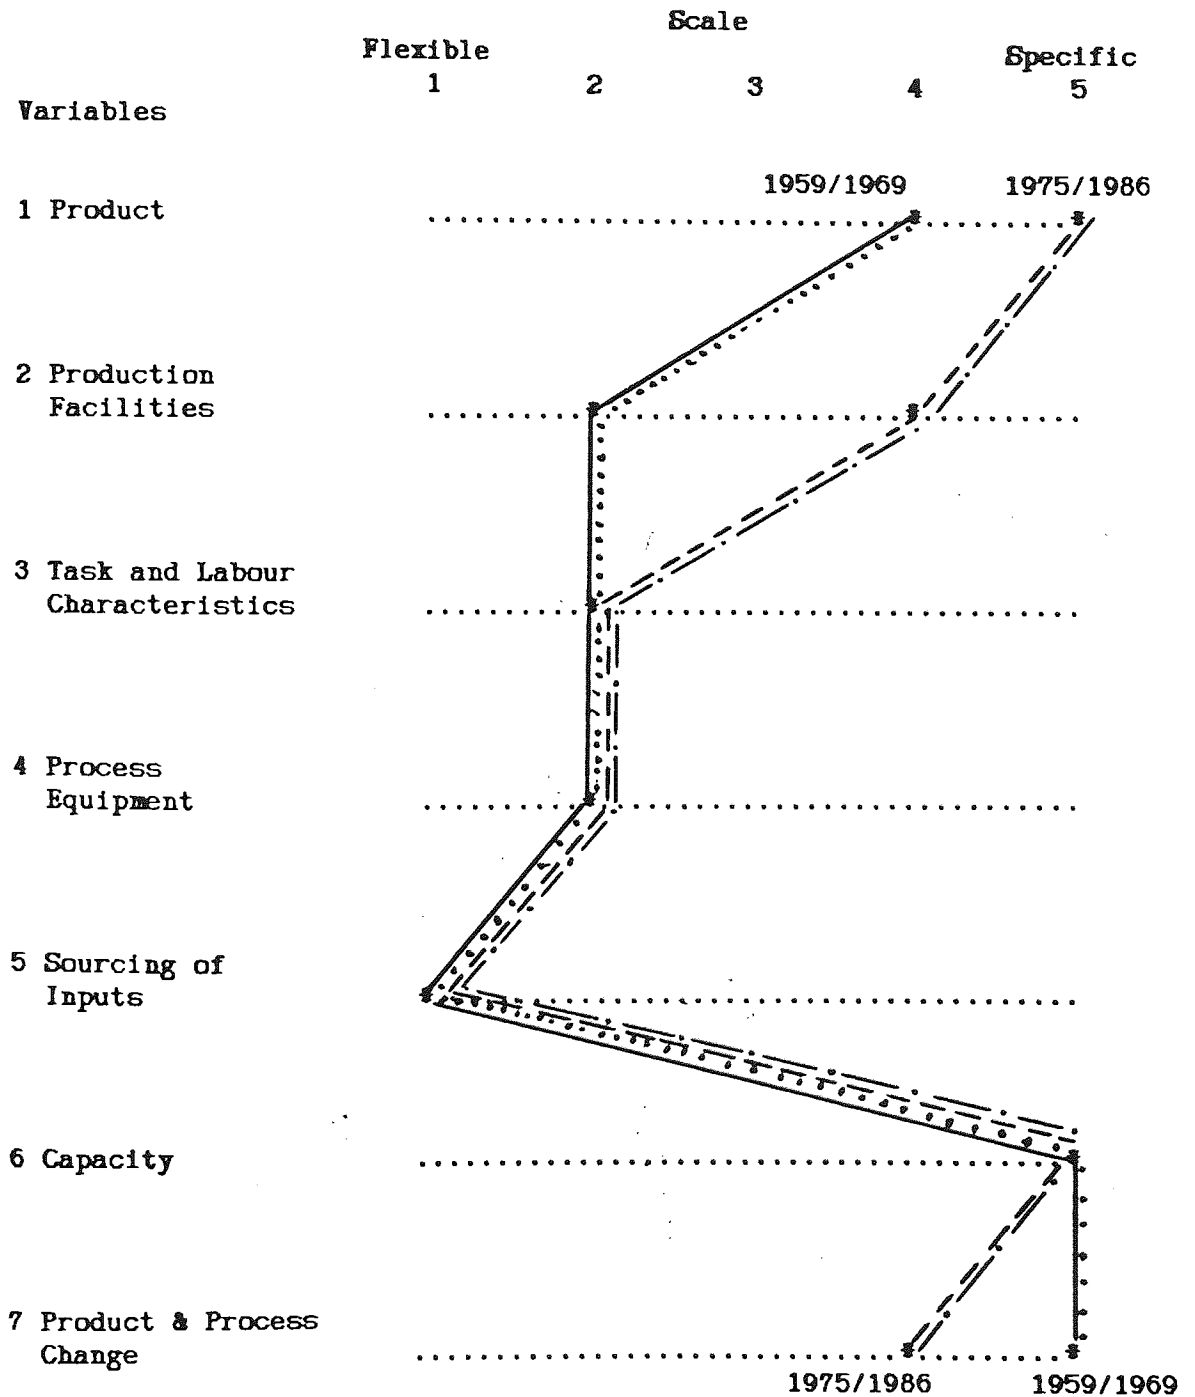 Scale
Flexible Specific
1 2 3 4 5
Variables
1959/1969 1975/1986
1 Product
2 Production
Facilities
3 Task and Labour
Characteristics
4 Process
Equipment
5 Sourcing of
Inputs
6 Capacity
7 Product & Process
Change
1975/1986 1959/1969